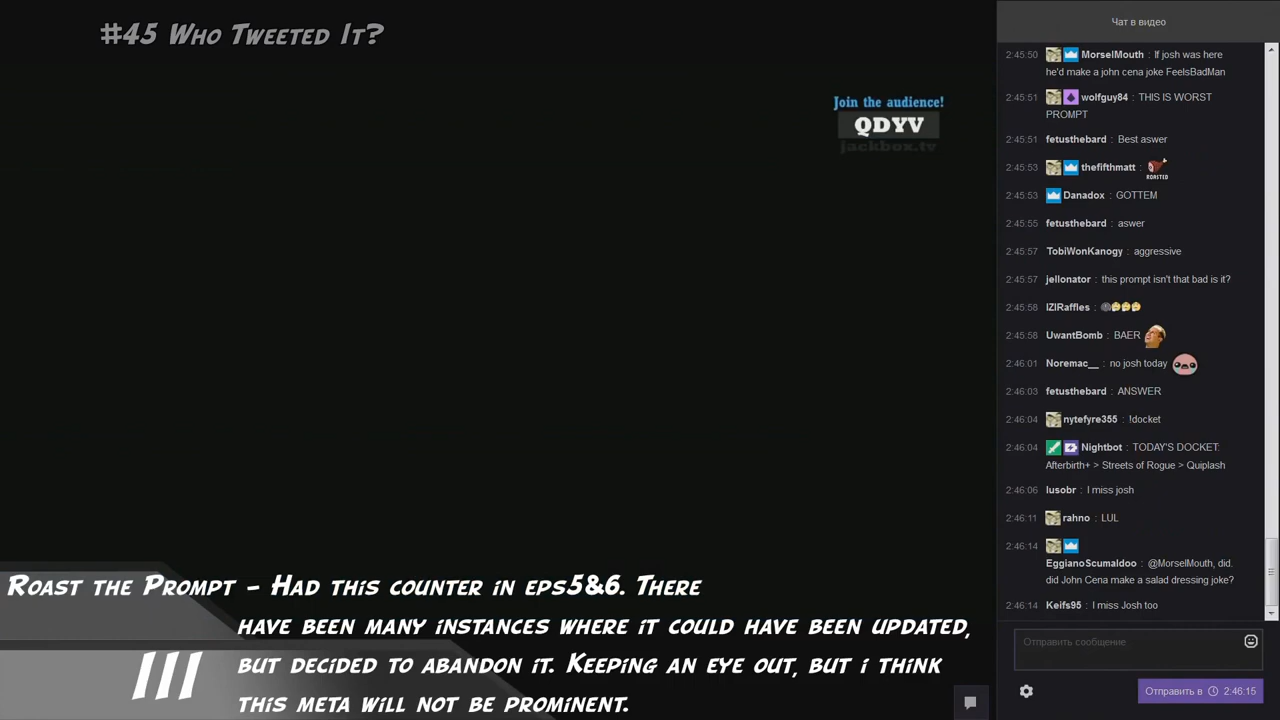 #45 Who Tweeted It?
Join the audience!
QDYV
jackbox.tv
Roast the Prompt - Had this counter in eps5&6. There
have been many instances where it could have been updated,
but decided to abandon it. Keeping an eye out, but i think
this meta will not be prominent.
III
Чат в видео
2:45:50 MorselMouth : If josh was here
he'd make a john cena joke FeelsBadMan
2:45:51 wolfguy84 : THIS IS WORST
PROMPT
2:45:51 fetusthebard : Best aswer
2:45:53 thefifthmatt :
ROASTED
2:45:53 Danadox : GOTTEM
2:45:55 fetusthebard : aswer
2:45:57 TobiWonKanogy : aggressive
2:45:57 jellonator : this prompt isn't that bad is it?
2:45:58 IZIRaffles :
2:45:58 UwantBomb : BAER
2:46:01 Noremac__ : no josh today
2:46:03 fetusthebard : ANSWER
2:46:04 nytefyre355 : !docket
2:46:04 Nightbot : TODAY'S DOCKET:
Afterbirth+ > Streets of Rogue > Quiplash
2:46:06 lusobr : I miss josh
2:46:11 rahno : LUL
2:46:14
EggianoScumaldoo : @MorselMouth, did.
did John Cena make a salad dressing joke?
2:46:14 Keifs95 : I miss Josh too
Отправить сообщение
Отправить в 2:46:15